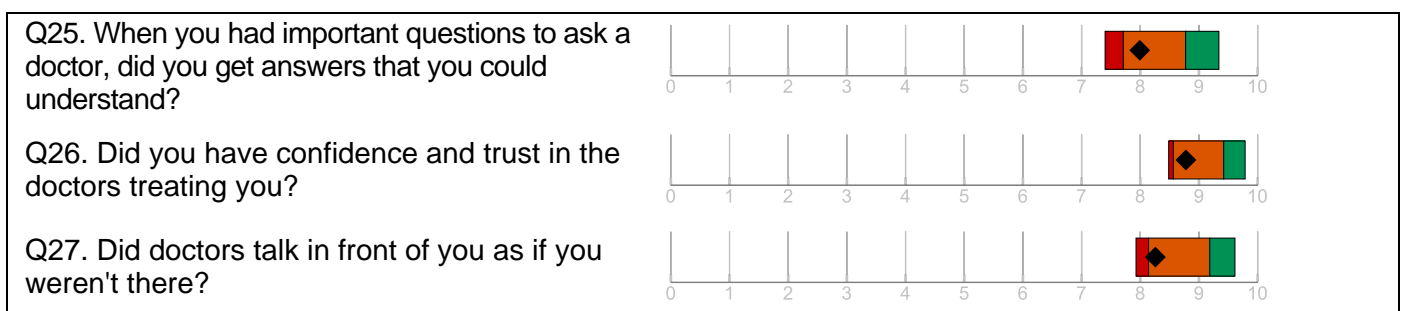 Q25. When you had important questions to ask a
doctor, did you get answers that you could
understand?
0 1 2 3 4 5 6 7 8 9 10
Q26. Did you have confidence and trust in the
doctors treating you?
0 1 2 3 4 5 6 7 8 9 10
Q27. Did doctors talk in front of you as if you
weren't there?
0 1 2 3 4 5 6 7 8 9 10